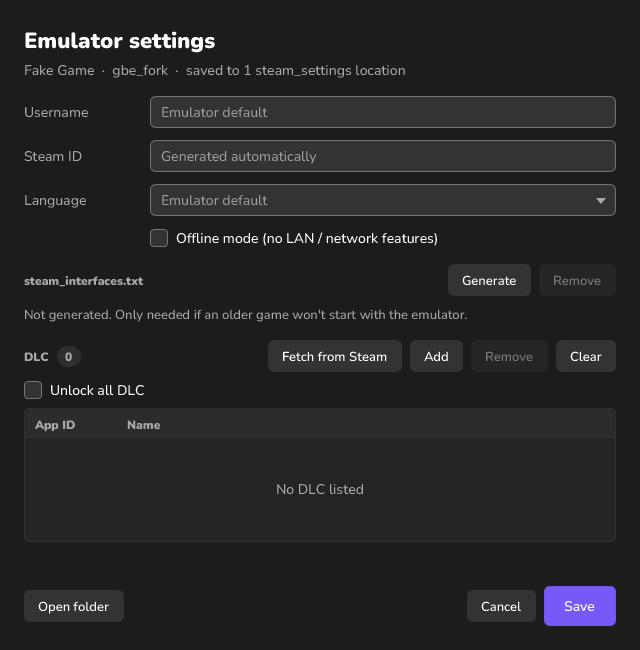 Emulator settings
Fake Game · gbe_fork · saved to 1 steam_settings location
Username Emulator default
Steam ID Generated automatically
Language Emulator default
Offline mode (no LAN / network features)
steam_interfaces.txt Generate Remove
Not generated. Only needed if an older game won't start with the emulator.
DLC 0 Fetch from Steam Add Remove Clear
Unlock all DLC
App ID Name
No DLC listed
Open folder Cancel Save